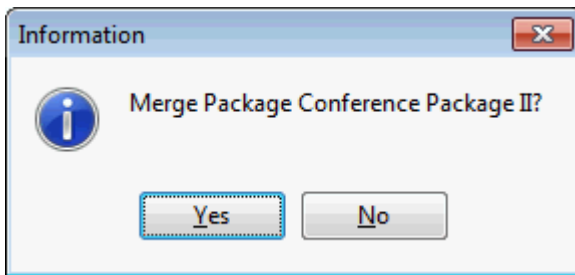 Information
Merge Package Conference Package II?
Yes
No